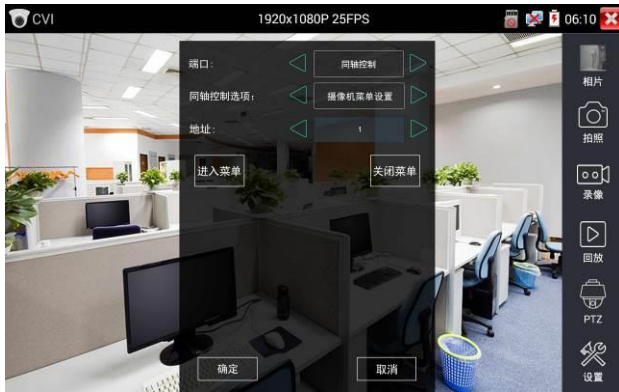 CVI 1920x1080P 25FPS 06:10
端口: 同轴控制
同轴控制选项: 摄像机菜单设置
地址: 1
进入菜单 关闭菜单
确定 取消
相片
拍照
录像
回放
PTZ
设置